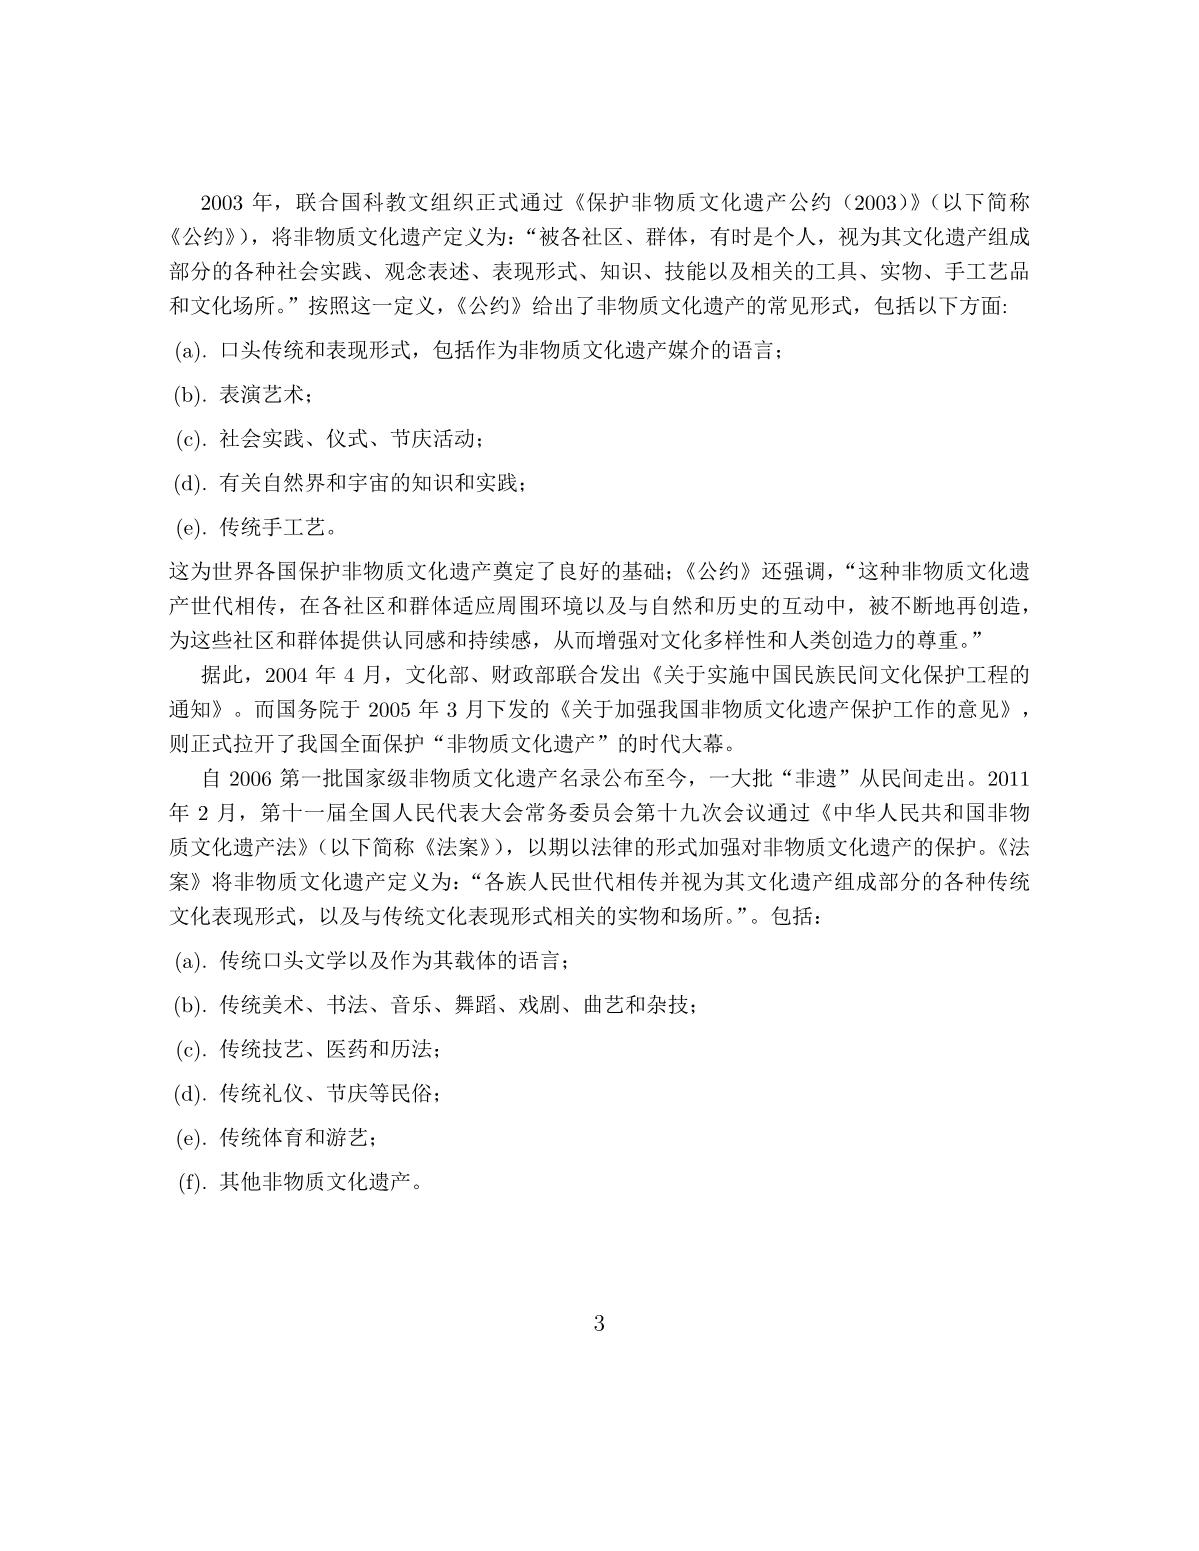 2003 年，联合国科教文组织正式通过《保护非物质文化遗产公约（2003）》（以下简称
《公约》），将非物质文化遗产定义为：“被各社区、群体，有时是个人，视为其文化遗产组成
部分的各种社会实践、观念表述、表现形式、知识、技能以及相关的工具、实物、手工艺品
和文化场所。”按照这一定义，《公约》给出了非物质文化遗产的常见形式，包括以下方面:
(a). 口头传统和表现形式，包括作为非物质文化遗产媒介的语言；
(b). 表演艺术；
(c). 社会实践、仪式、节庆活动；
(d). 有关自然界和宇宙的知识和实践；
(e). 传统手工艺。
这为世界各国保护非物质文化遗产奠定了良好的基础；《公约》还强调，“这种非物质文化遗
产世代相传，在各社区和群体适应周围环境以及与自然和历史的互动中，被不断地再创造，
为这些社区和群体提供认同感和持续感，从而增强对文化多样性和人类创造力的尊重。”
据此，2004 年 4 月，文化部、财政部联合发出《关于实施中国民族民间文化保护工程的
通知》。而国务院于 2005 年 3 月下发的《关于加强我国非物质文化遗产保护工作的意见》，
则正式拉开了我国全面保护“非物质文化遗产”的时代大幕。
自 2006 第一批国家级非物质文化遗产名录公布至今，一大批“非遗”从民间走出。2011
年 2 月，第十一届全国人民代表大会常务委员会第十九次会议通过《中华人民共和国非物
质文化遗产法》（以下简称《法案》），以期以法律的形式加强对非物质文化遗产的保护。《法
案》将非物质文化遗产定义为：“各族人民世代相传并视为其文化遗产组成部分的各种传统
文化表现形式，以及与传统文化表现形式相关的实物和场所。”。包括：
(a). 传统口头文学以及作为其载体的语言；
(b). 传统美术、书法、音乐、舞蹈、戏剧、曲艺和杂技；
(c). 传统技艺、医药和历法；
(d). 传统礼仪、节庆等民俗；
(e). 传统体育和游艺；
(f). 其他非物质文化遗产。
3